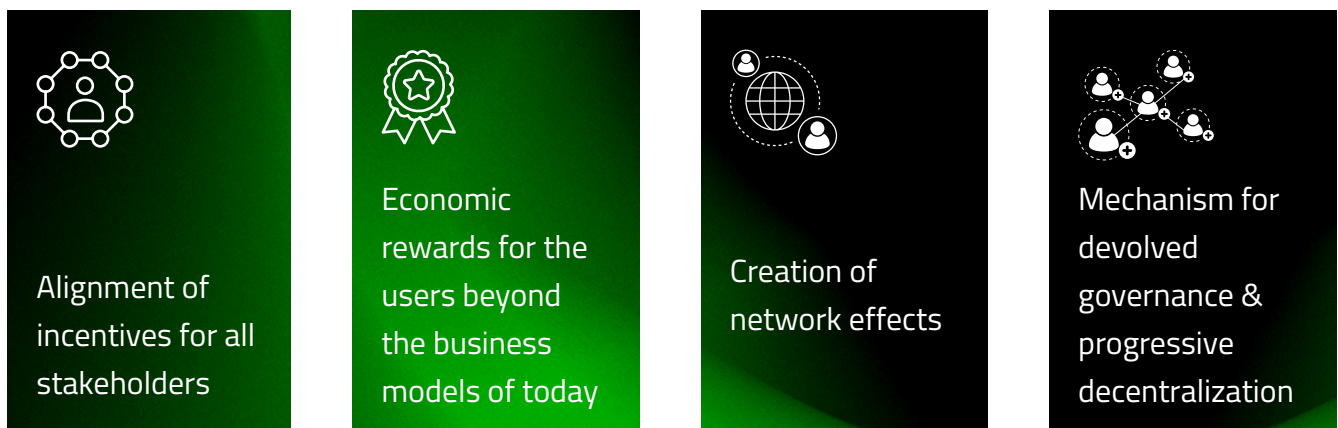 Alignment of
incentives for all
stakeholders
Economic
rewards for the
users beyond
the business
models of today
Creation of
network effects
Mechanism for
devolved
governance &
progressive
decentralization